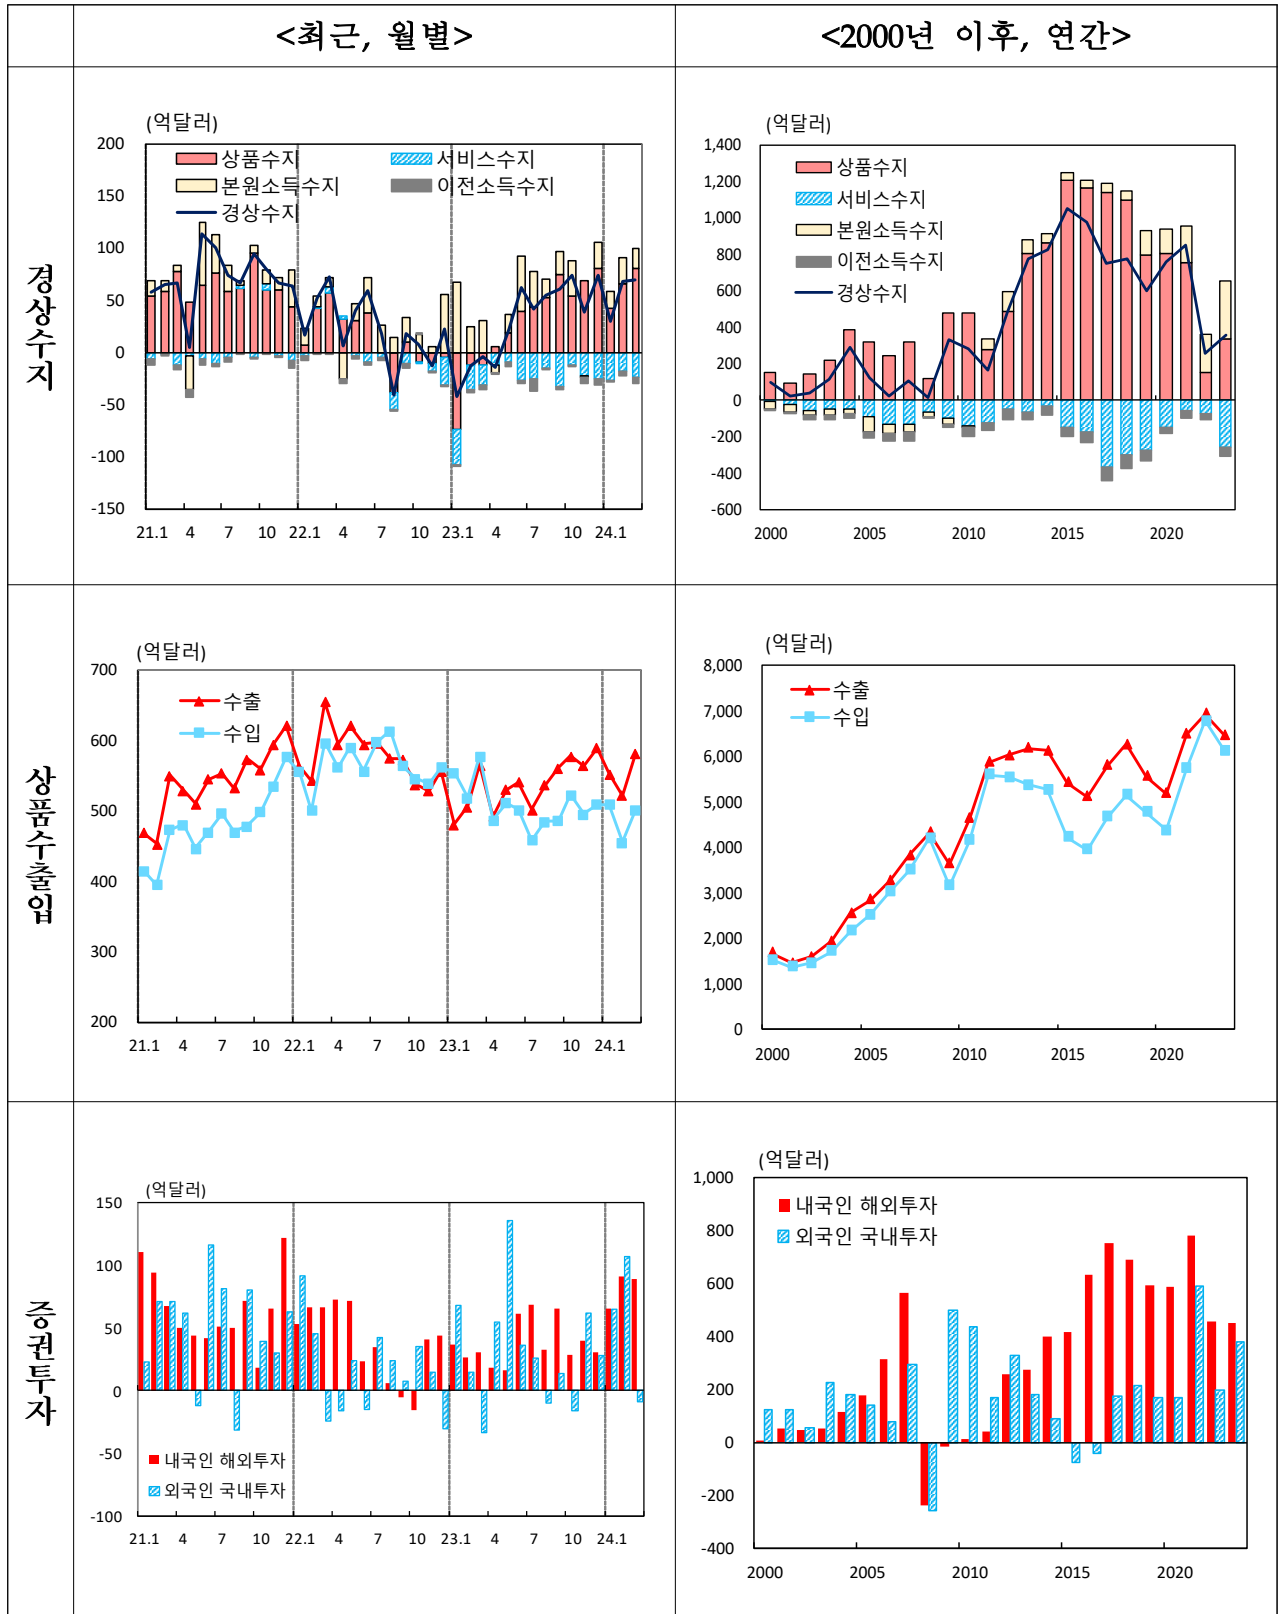 <최근, 월별>
<2000년 이후, 연간>
경상수지
(억달러)
200
150
100
50
0
-50
-100
-150
상품수지
서비스수지
본원소득수지
이전소득수지
경상수지
21.1 4 7 10 22.1 4 7 10 23.1 4 7 10 24.1
(억달러)
1,400
1,200
1,000
800
600
400
200
0
-200
-400
-600
상품수지
서비스수지
본원소득수지
이전소득수지
경상수지
2000 2005 2010 2015 2020
상품수출입
(억달러)
700
600
500
400
300
200
수출
수입
21.1 4 7 10 22.1 4 7 10 23.1 4 7 10 24.1
(억달러)
8,000
7,000
6,000
5,000
4,000
3,000
2,000
1,000
0
수출
수입
2000 2005 2010 2015 2020
증권투자
(억달러)
150
100
50
0
-50
-100
내국인 해외투자
외국인 국내투자
21.1 4 7 10 22.1 4 7 10 23.1 4 7 10 24.1
(억달러)
1,000
800
600
400
200
0
-200
-400
내국인 해외투자
외국인 국내투자
2000 2005 2010 2015 2020